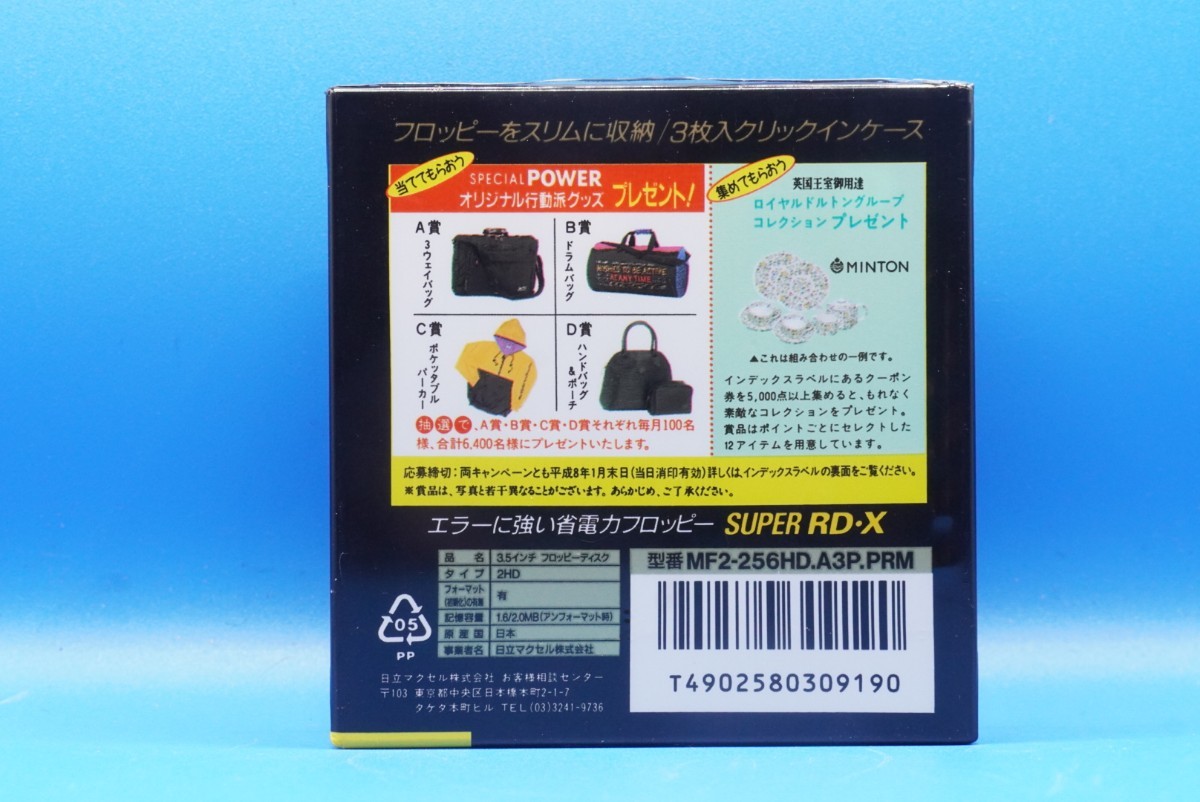 フロッピーをスリムに収納/3枚入クリックインケース
当ててもらおう
SPECIAL POWER
オリジナル行動派グッズ プレゼント!
A賞
3ウェイバッグ
B賞
ドラムバッグ
WISHES TO BE ACTIVE
C賞
ポケッタブル
パーカー
D賞
ハンドバッグ
&ポーチ
抽選で、A賞・B賞・C賞・D賞それぞれ毎月100名
様、合計6,400名様にプレゼントいたします。
集めてもらおう
英国王室御用達
ロイヤルドルトングループ
コレクション プレゼント
MINTON
▲これは組み合わせの一例です。
インデックスラベルにあるクーポン
券を5,000点以上集めると、もれなく
素敵なコレクションをプレゼント。
賞品はポイントごとにセレクトした
12アイテムを用意しています。
応募締切:両キャンペーンとも平成8年1月末日(当日消印有効)詳しくは、インデックスラベルの裏面をご覧ください。
※賞品は、写真と若干異なることがございます。あらかじめ、ご了承ください。
エラーに強い省電力フロッピー SUPER RD・X
品名 3.5インチ フロッピーディスク
タイプ 2HD
フォーマット(初期化)の有無 有
記憶容量 1.6/2.0MB(アンフォーマット時)
原産国 日本
事業者名 日立マクセル株式会社
05
PP
日立マクセル株式会社 お客様相談センター
〒103 東京都中央区日本橋本町2-1-7
タケダ本町ビル TEL(03)3241-9736
型番 MF2-256HD.A3P.PRM
T4902580309190